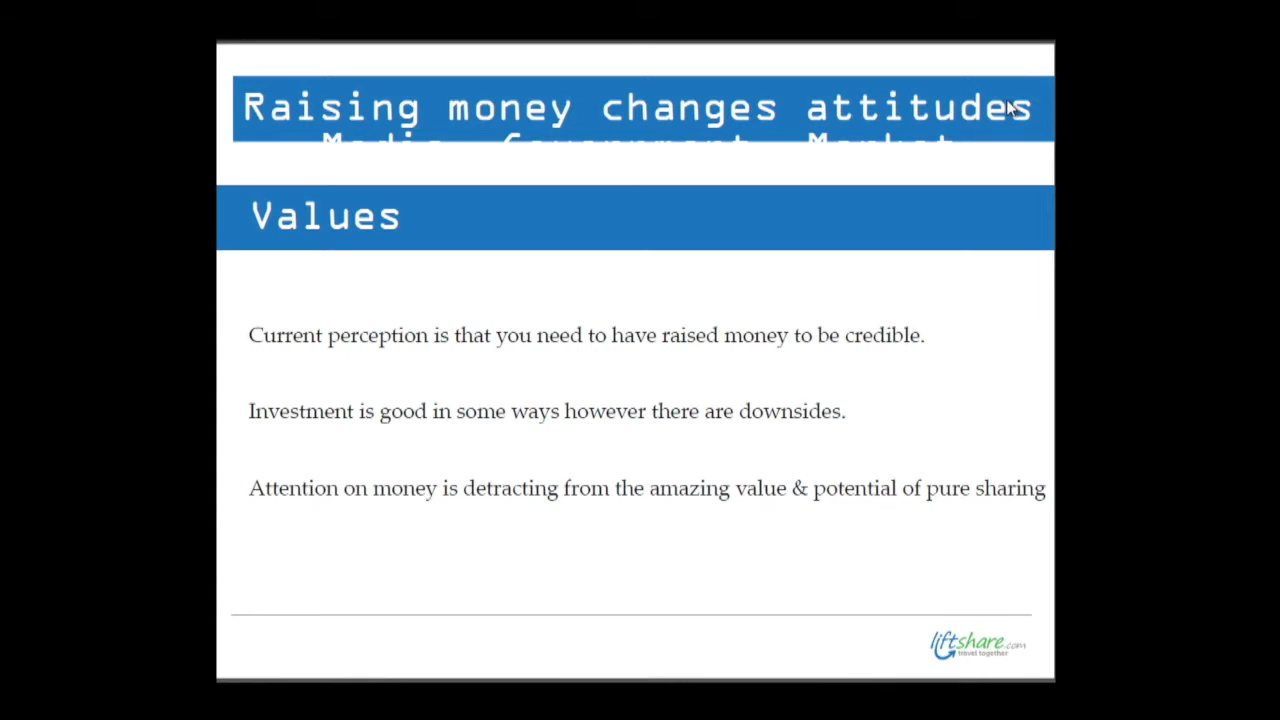 Raising money changes attitudes
Values
Current perception is that you need to have raised money to be credible.
Investment is good in some ways however there are downsides.
Attention on money is detracting from the amazing value & potential of pure sharing
liftshare.com
travel together